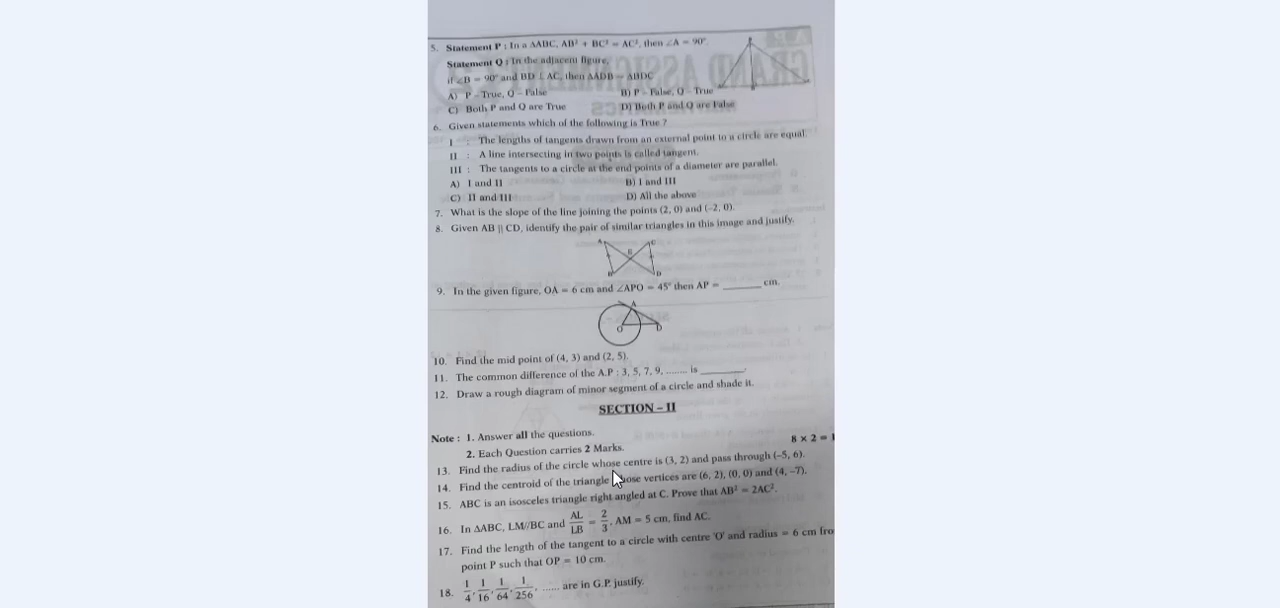 5. Statement P : In a ΔABC, AB² + BC² = AC², then ∠A = 90°.
Statement Q : In the adjacent figure,
if ∠B = 90° and BD ⊥ AC, then ΔADB ~ ΔBDC
A) P - True, Q - False B) P - False, Q - True
C) Both P and Q are True D) Both P and Q are False
6. Given statements which of the following is True ?
I : The lengths of tangents drawn from an external point to a circle are equal.
II : A line intersecting in two points is called tangent.
III : The tangents to a circle at the end points of a diameter are parallel.
A) I and II B) I and III
C) II and III D) All the above
7. What is the slope of the line joining the points (2, 0) and (-2, 0).
8. Given AB || CD, identify the pair of similar triangles in this image and justify.
A C
B D
9. In the given figure, OA = 6 cm and ∠APO = 45° then AP = ______ cm.
A
O
10. Find the mid point of (4, 3) and (2, 5).
11. The common difference of the A.P : 3, 5, 7, 9, ........ is ______.
12. Draw a rough diagram of minor segment of a circle and shade it.
SECTION - II
Note : 1. Answer all the questions.
2. Each Question carries 2 Marks. 8 × 2 =
13. Find the radius of the circle whose centre is (3, 2) and pass through (-5, 6).
14. Find the centroid of the triangle whose vertices are (6, 2), (0, 0) and (4, -7).
15. ABC is an isosceles triangle right angled at C. Prove that AB² = 2AC².
16. In ΔABC, LM//BC and AL/LB = 2/3, AM = 5 cm, find AC.
17. Find the length of the tangent to a circle with centre 'O' and radius = 6 cm fro
point P such that OP = 10 cm.
18. 1/4, 1/16, 1/64, 1/256, ...... are in G.P. justify.